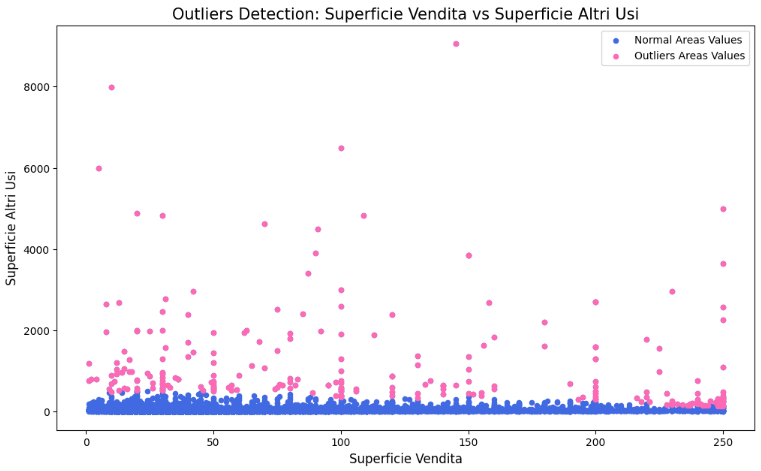 Outliers Detection: Superficie Vendita vs Superficie Altri Usi
Normal Areas Values
Outliers Areas Values
Superficie Altri Usi
8000
6000
4000
2000
0
0
50
100
150
200
250
Superficie Vendita